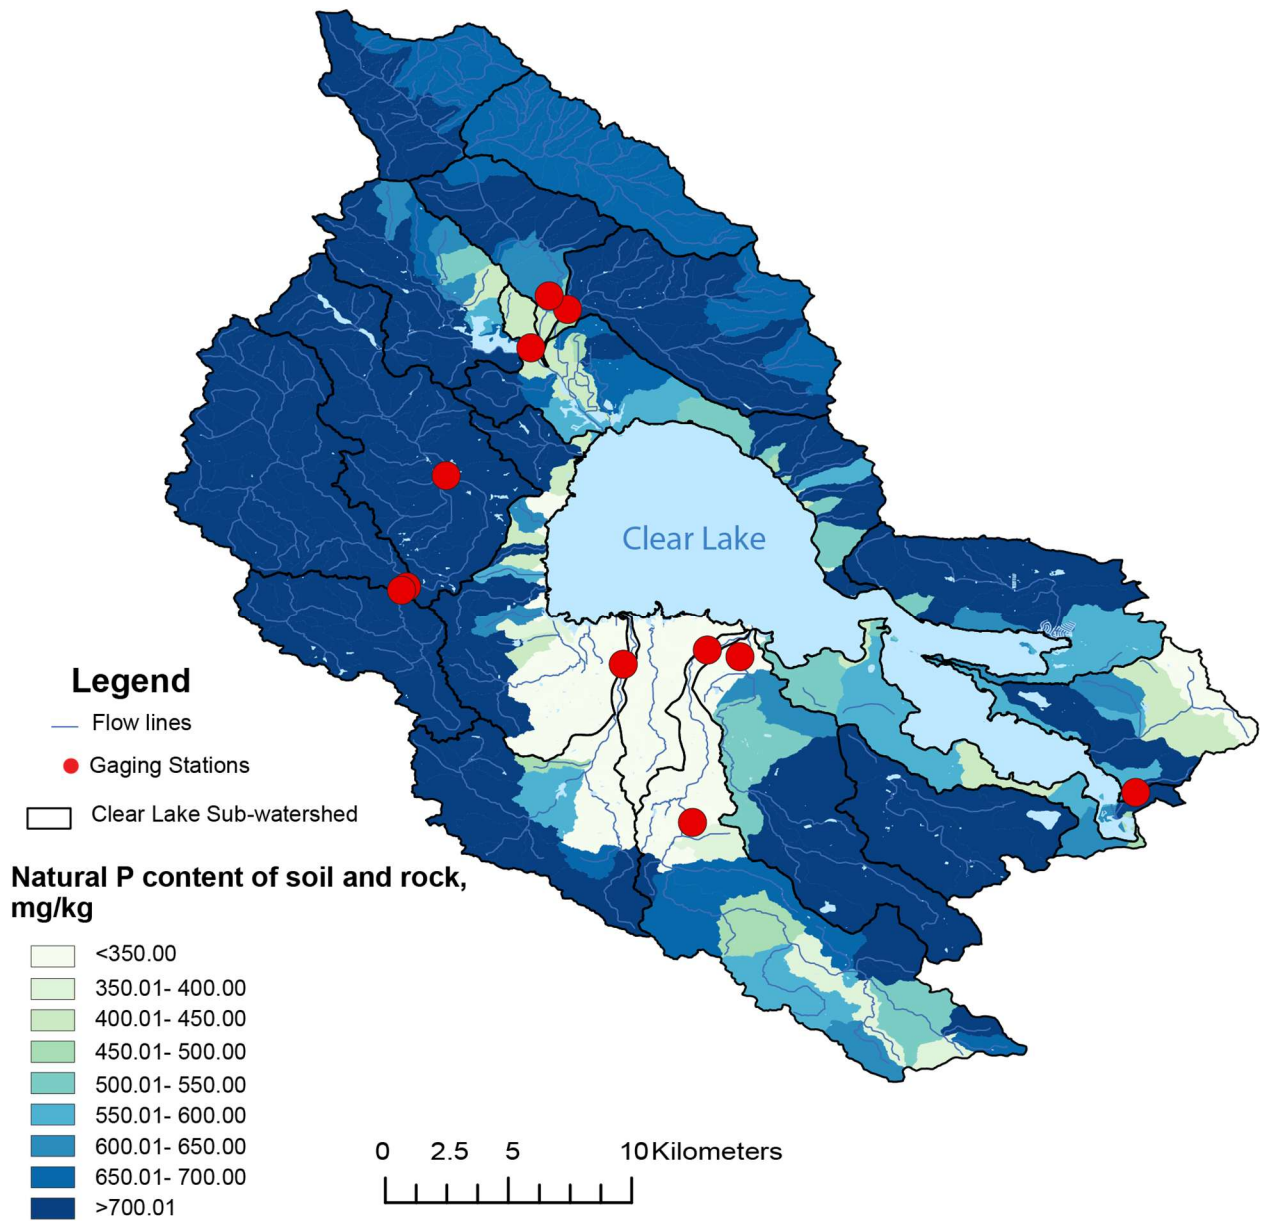 Clear Lake
Legend
Flow lines
Gaging Stations
Clear Lake Sub-watershed
Natural P content of soil and rock,
mg/kg
<350.00
350.01- 400.00
400.01- 450.00
450.01- 500.00
500.01- 550.00
550.01- 600.00
600.01- 650.00
650.01- 700.00
>700.01
0 2.5 5 10 Kilometers